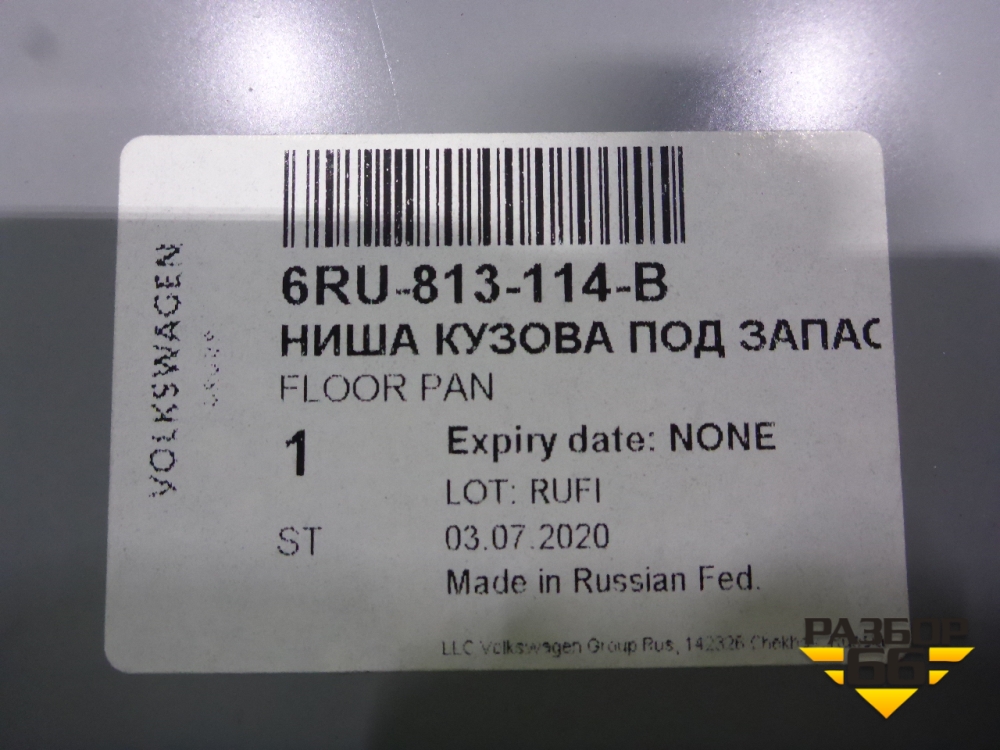 VOLKSWAGEN
6RU-813-114-B
НИША КУЗОВА ПОД ЗАПАС
FLOOR PAN
1
Expiry date: NONE
LOT: RUFI
ST
03.07.2020
Made in Russian Fed.
LLC Volkswagen Group Rus, 142326
РАЗБОР
66